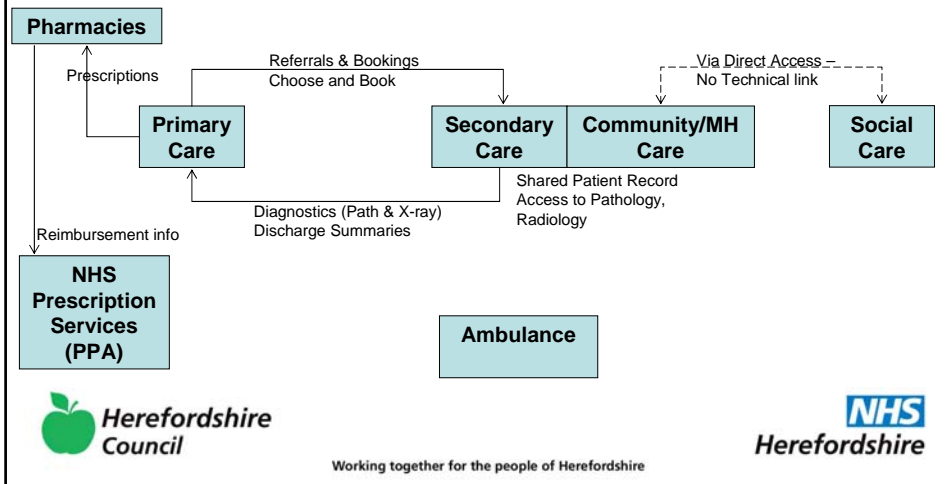 Pharmacies
Prescriptions
Referrals & Bookings
Choose and Book
Via Direct Access –
No Technical link
Primary
Care
Secondary
Care
Community/MH
Care
Social
Care
Shared Patient Record
Access to Pathology,
Radiology
Diagnostics (Path & X-ray)
Discharge Summaries
Reimbursement info
NHS
Prescription
Services
(PPA)
Ambulance
Herefordshire
Council
Working together for the people of Herefordshire
NHS
Herefordshire